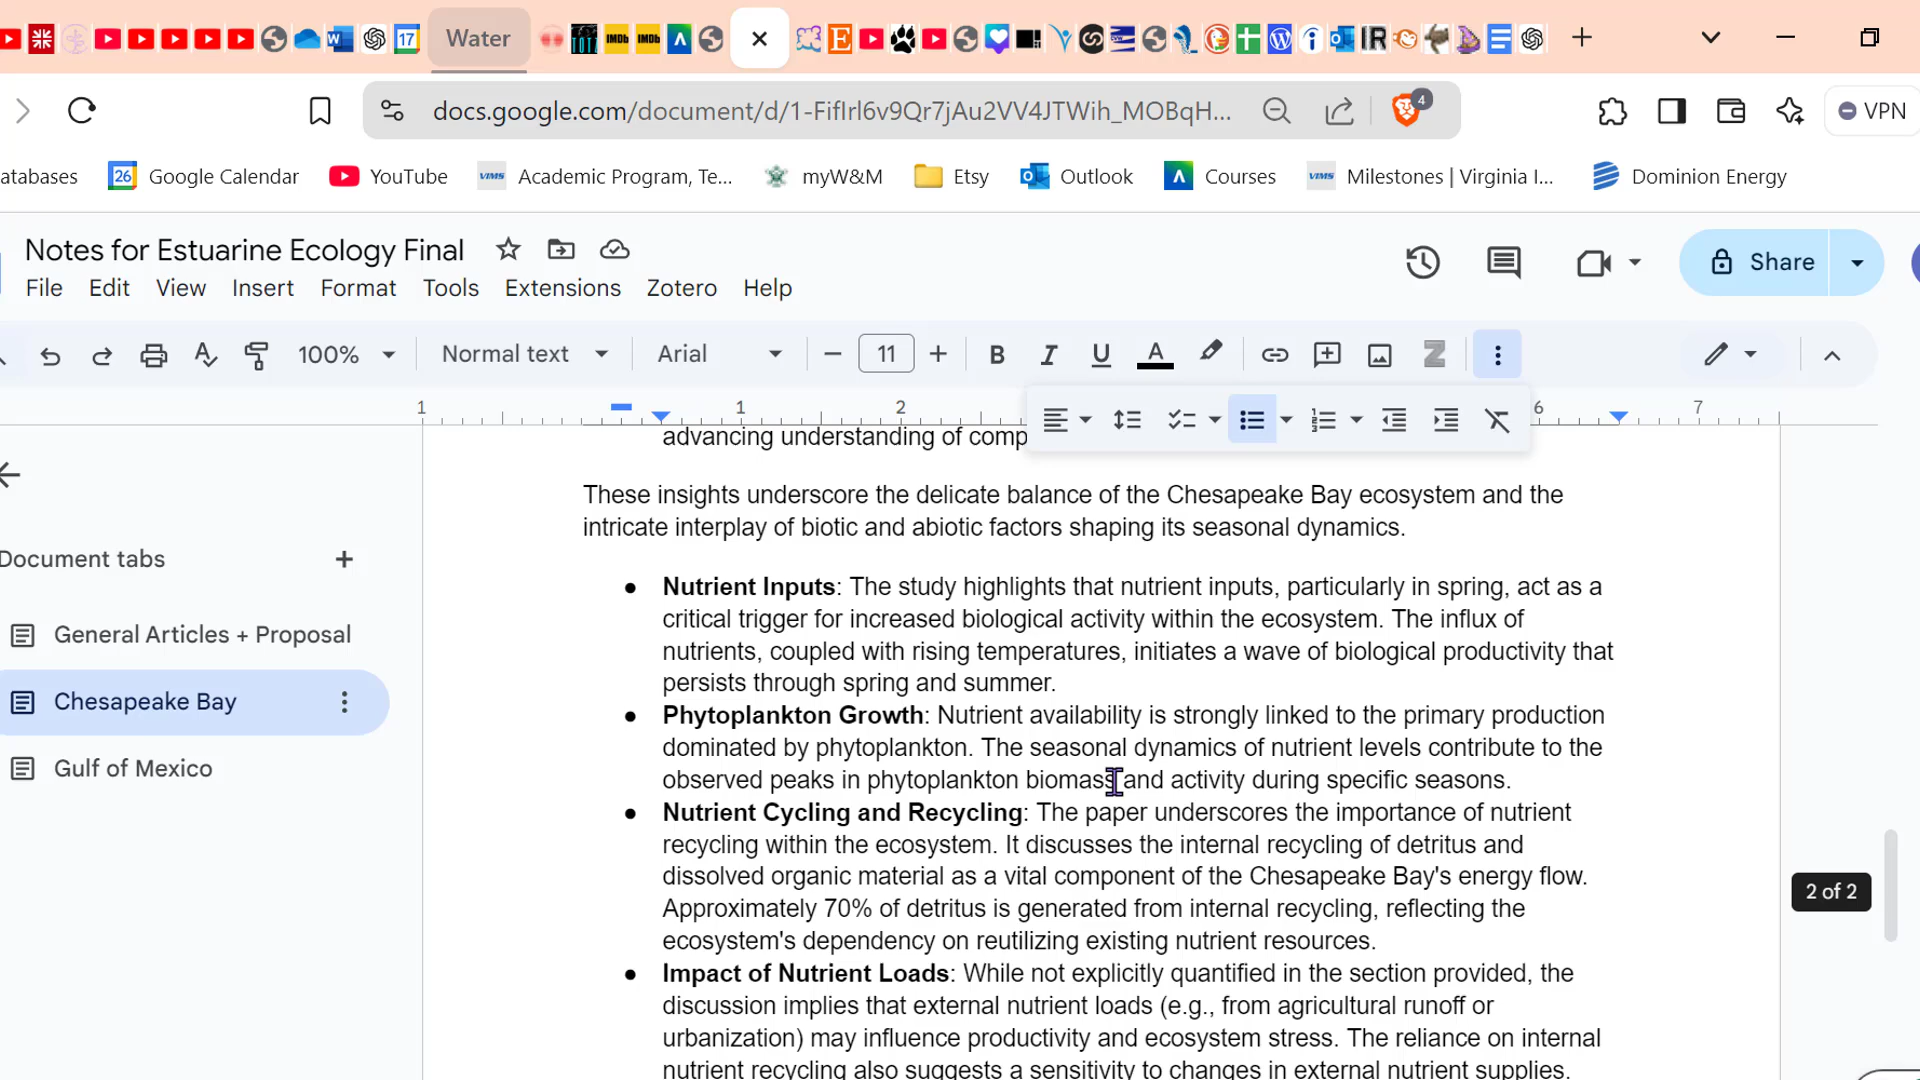 Water
docs.google.com/document/d/1-FifIrl6v9Qr7jAu2VV4JTWih_MOBqH...
4
VPN
atabases
Google Calendar
YouTube
Academic Program, Te...
myW&M
Etsy
Outlook
Courses
Milestones | Virginia I...
Dominion Energy
Notes for Estuarine Ecology Final
Share
File Edit View Insert Format Tools Extensions Zotero Help
100% Normal text Arial 11
1 1 2 6 7
advancing understanding of comp
These insights underscore the delicate balance of the Chesapeake Bay ecosystem and the
intricate interplay of biotic and abiotic factors shaping its seasonal dynamics.
Document tabs
General Articles + Proposal
Chesapeake Bay
Gulf of Mexico
● Nutrient Inputs: The study highlights that nutrient inputs, particularly in spring, act as a
critical trigger for increased biological activity within the ecosystem. The influx of
nutrients, coupled with rising temperatures, initiates a wave of biological productivity that
persists through spring and summer.
● Phytoplankton Growth: Nutrient availability is strongly linked to the primary production
dominated by phytoplankton. The seasonal dynamics of nutrient levels contribute to the
observed peaks in phytoplankton biomass and activity during specific seasons.
● Nutrient Cycling and Recycling: The paper underscores the importance of nutrient
recycling within the ecosystem. It discusses the internal recycling of detritus and
dissolved organic material as a vital component of the Chesapeake Bay's energy flow.
Approximately 70% of detritus is generated from internal recycling, reflecting the
ecosystem's dependency on reutilizing existing nutrient resources.
● Impact of Nutrient Loads: While not explicitly quantified in the section provided, the
discussion implies that external nutrient loads (e.g., from agricultural runoff or
urbanization) may influence productivity and ecosystem stress. The reliance on internal
nutrient recycling also suggests a sensitivity to changes in external nutrient supplies.
2 of 2